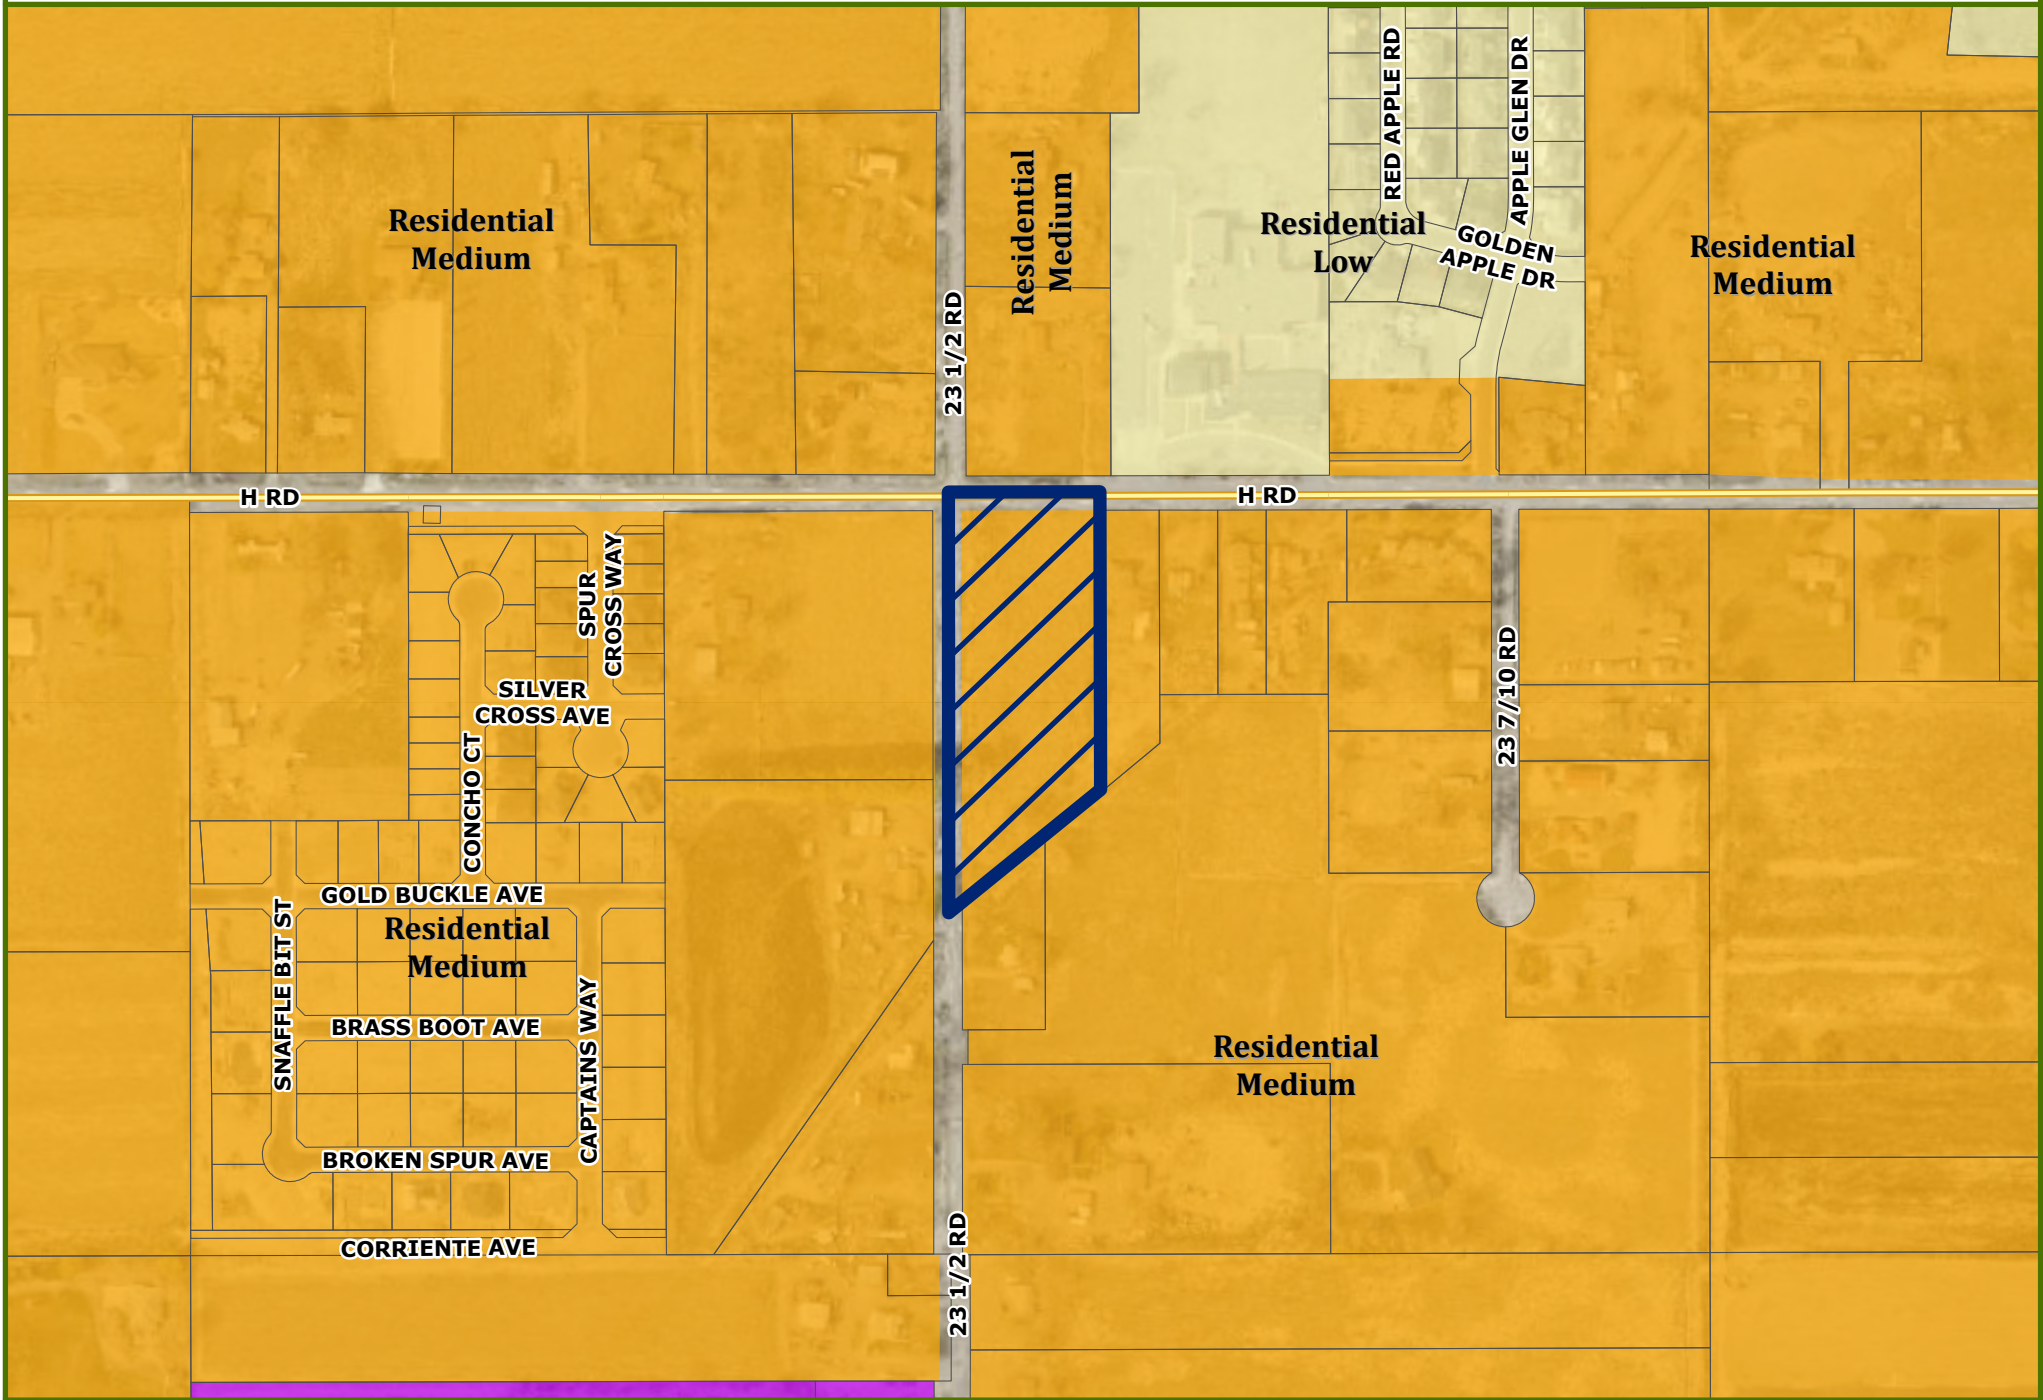 RED APPLE RD
APPLE GLEN DR
Residential
Medium
Residential
Medium
Residential
Low
GOLDEN
APPLE DR
Residential
Medium
23 1/2 RD
H RD
H RD
SPUR
CROSS WAY
SILVER
CROSS AVE
23 7/10 RD
CONCHO CT
GOLD BUCKLE AVE
Residential
Medium
SNAFFLE BIT ST
BRASS BOOT AVE
CAPTAINS WAY
Residential
Medium
BROKEN SPUR AVE
CORRIENTE AVE
23 1/2 RD